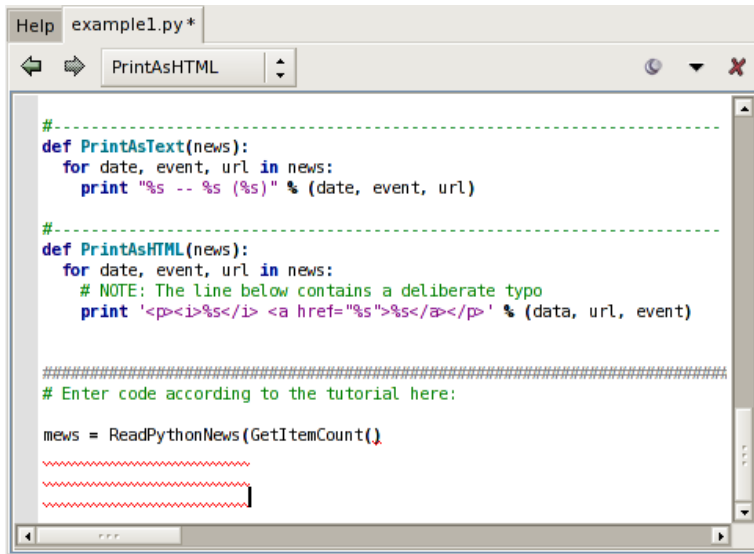 Help example1.py*
PrintAsHTML
#------------------------------------------------------------------------
def PrintAsText(news):
  for date, event, url in news:
    print "%s -- %s (%s)" % (date, event, url)
#------------------------------------------------------------------------
def PrintAsHTML(news):
  for date, event, url in news:
    # NOTE: The line below contains a deliberate typo
    print '<p><i>%s</i> <a href="%s">%s</a></p>' % (data, url, event)
##########################################################################
# Enter code according to the tutorial here:
mews = ReadPythonNews(GetItemCount()